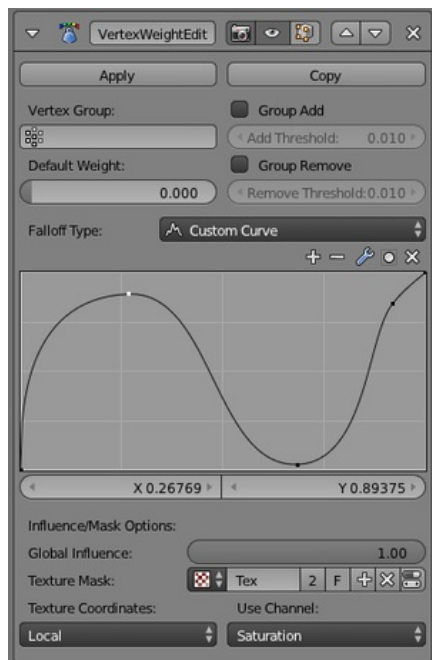 VertexWeightEdit
Apply Copy
Vertex Group: Group Add
Add Threshold: 0.010
Default Weight: Group Remove
0.000 Remove Threshold:0.010
Falloff Type: Custom Curve
X 0.26769 Y 0.89375
Influence/Mask Options:
Global Influence: 1.00
Texture Mask: Tex 2 F
Texture Coordinates: Use Channel:
Local Saturation